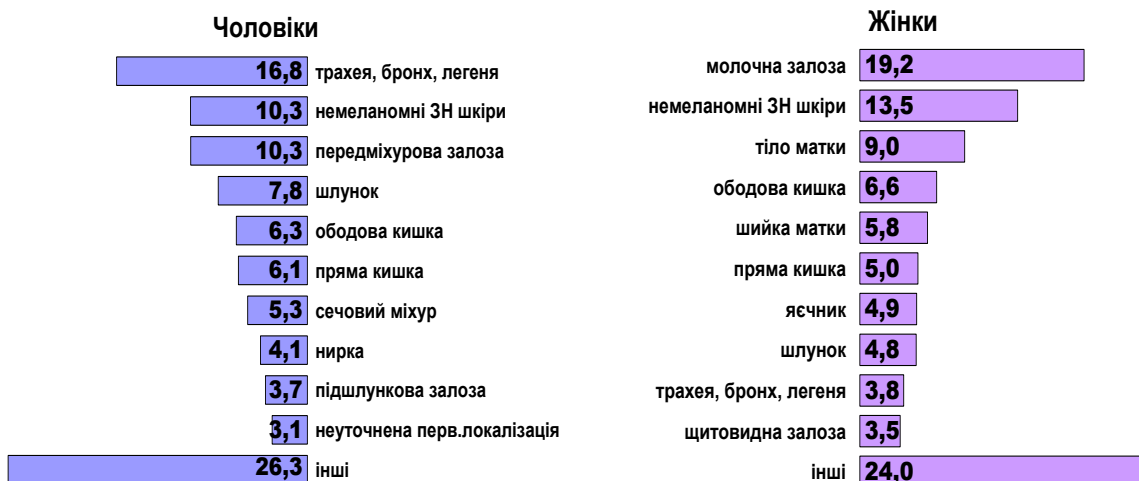 Чоловіки
16,8 трахея, бронх, легеня
10,3 немеланомні ЗН шкіри
10,3 передміхурова залоза
7,8 шлунок
6,3 ободова кишка
6,1 пряма кишка
5,3 сечовий міхур
4,1 нирка
3,7 підшлункова залоза
3,1 неуточнена перв.локалізація
26,3 інші
Жінки
молочна залоза 19,2
немеланомні ЗН шкіри 13,5
тіло матки 9,0
ободова кишка 6,6
шийка матки 5,8
пряма кишка 5,0
яєчник 4,9
шлунок 4,8
трахея, бронх, легеня 3,8
щитовидна залоза 3,5
інші 24,0